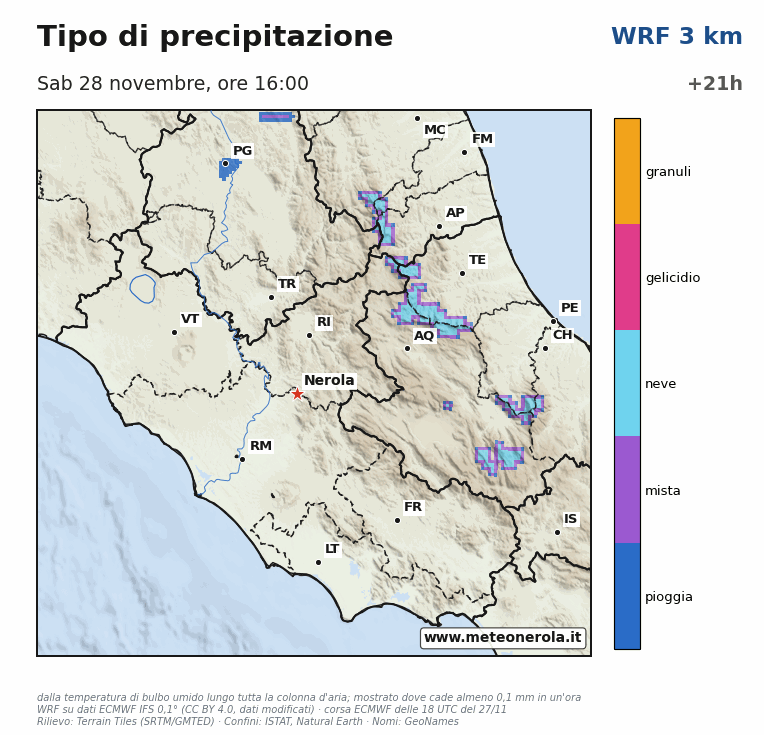 Tipo di precipitazione
WRF 3 km
Sab 28 novembre, ore 16:00
+21h
MC
FM
PG
AP
TE
TR
PE
VT
RI
AQ
CH
Nerola
RM
FR
IS
LT
www.meteonerola.it
granuli
gelicidio
neve
mista
pioggia
dalla temperatura di bulbo umido lungo tutta la colonna d'aria; mostrato dove cade almeno 0,1 mm in un'ora
WRF su dati ECMWF IFS 0,1° (CC BY 4.0, dati modificati) · corsa ECMWF delle 18 UTC del 27/11
Rilievo: Terrain Tiles (SRTM/GMTED) · Confini: ISTAT, Natural Earth · Nomi: GeoNames